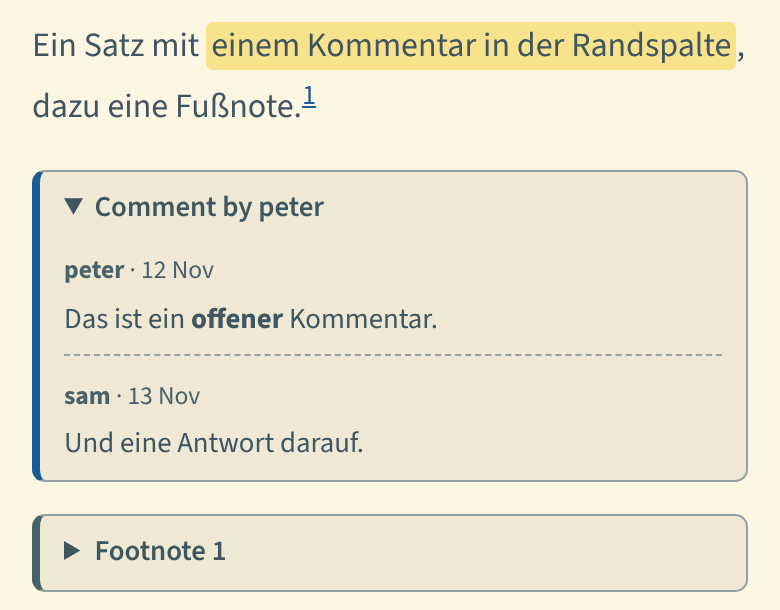 Ein Satz mit einem Kommentar in der Randspalte,
dazu eine Fußnote.1
Comment by peter
peter · 12 Nov
Das ist ein offener Kommentar.
sam · 13 Nov
Und eine Antwort darauf.
Footnote 1